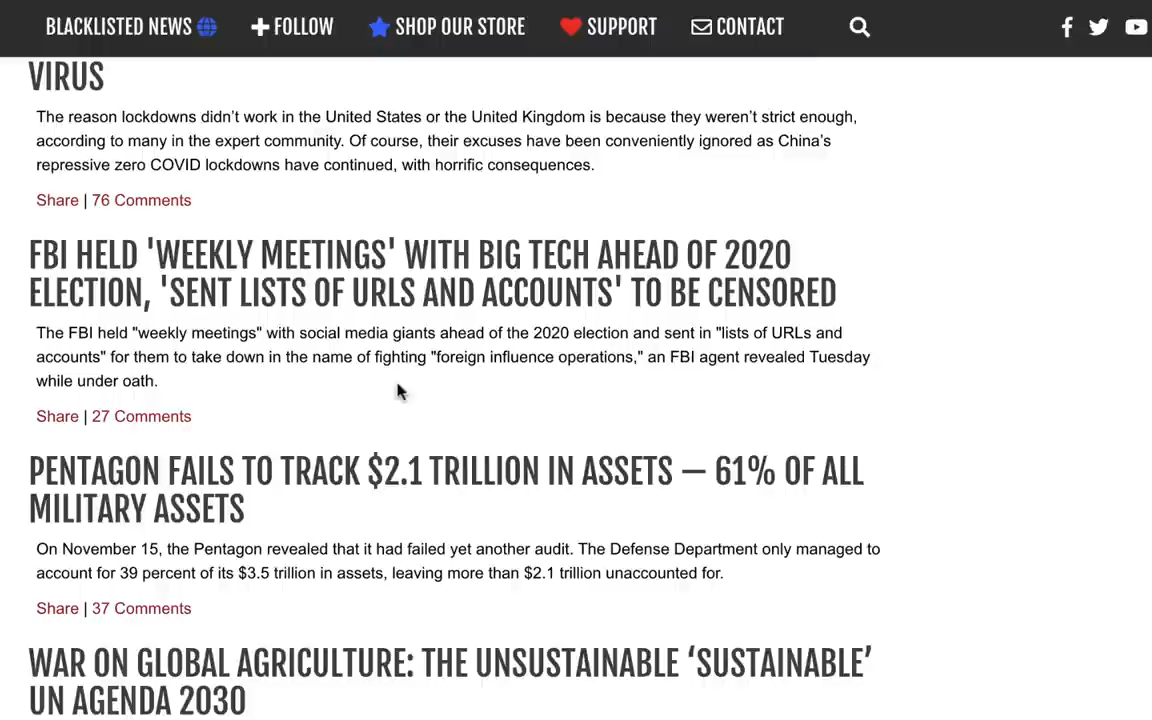 BLACKLISTED NEWS FOLLOW SHOP OUR STORE SUPPORT CONTACT
VIRUS
The reason lockdowns didn’t work in the United States or the United Kingdom is because they weren’t strict enough,
according to many in the expert community. Of course, their excuses have been conveniently ignored as China’s
repressive zero COVID lockdowns have continued, with horrific consequences.
Share | 76 Comments
FBI HELD 'WEEKLY MEETINGS' WITH BIG TECH AHEAD OF 2020
ELECTION, 'SENT LISTS OF URLS AND ACCOUNTS' TO BE CENSORED
The FBI held "weekly meetings" with social media giants ahead of the 2020 election and sent in "lists of URLs and
accounts" for them to take down in the name of fighting "foreign influence operations," an FBI agent revealed Tuesday
while under oath.
Share | 27 Comments
PENTAGON FAILS TO TRACK $2.1 TRILLION IN ASSETS — 61% OF ALL
MILITARY ASSETS
On November 15, the Pentagon revealed that it had failed yet another audit. The Defense Department only managed to
account for 39 percent of its $3.5 trillion in assets, leaving more than $2.1 trillion unaccounted for.
Share | 37 Comments
WAR ON GLOBAL AGRICULTURE: THE UNSUSTAINABLE ‘SUSTAINABLE’
UN AGENDA 2030